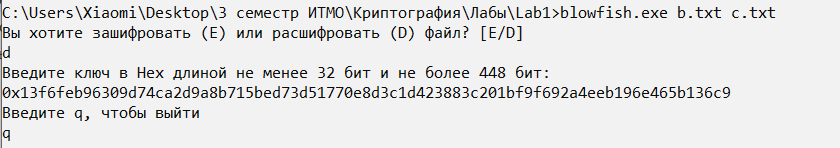 C:\Users\Xiaomi\Desktop\3 семестр ИТМО\Криптография\Лабы\Lab1>blowfish.exe b.txt c.txt
Вы хотите зашифровать (E) или расшифровать (D) файл? [E/D]
d
Введите ключ в Hex длиной не менее 32 бит и не более 448 бит:
0x13f6feb96309d74ca2d9a8b715bed73d51770e8d3c1d423883c201bf9f692a4eeb196e465b136c9
Введите q, чтобы выйти
q